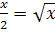 x/2 = √x